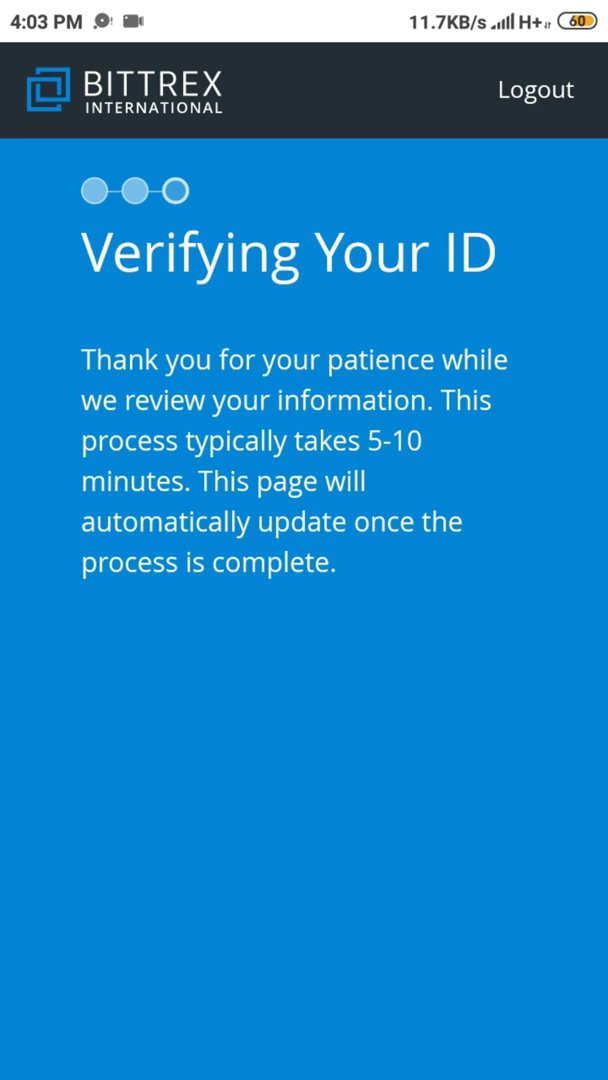 4:03 PM 11.7KB/s H+ 60
BITTREX
INTERNATIONAL
Logout
Verifying Your ID
Thank you for your patience while
we review your information. This
process typically takes 5-10
minutes. This page will
automatically update once the
process is complete.